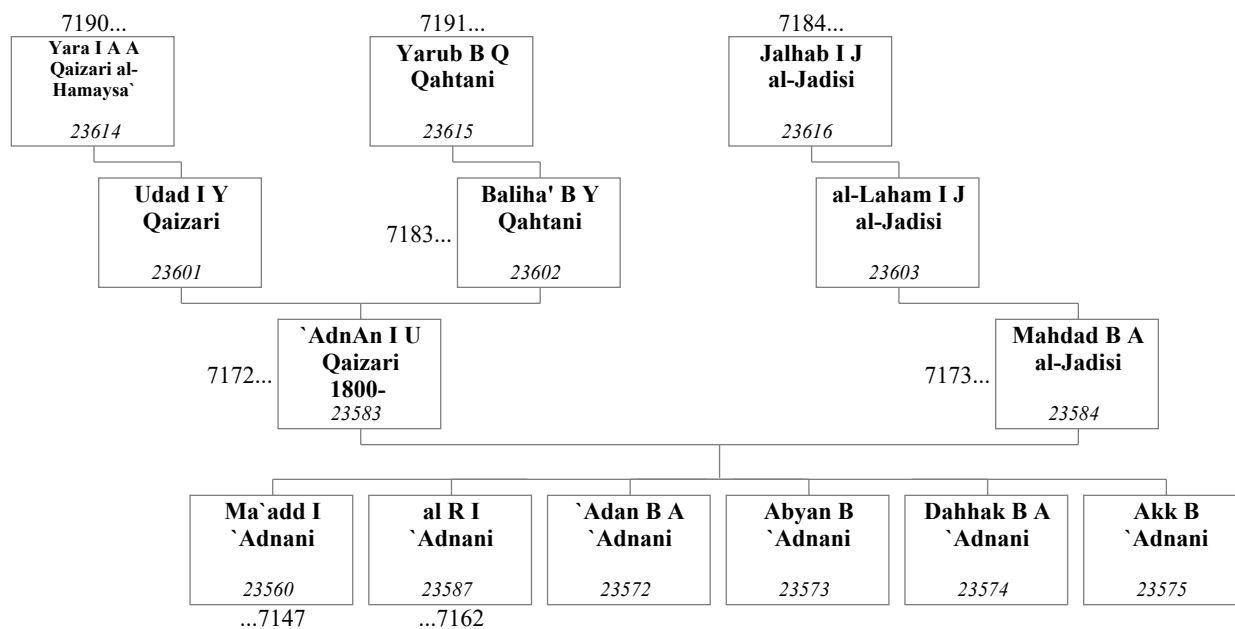 7190...
7191...
7184...
Yara I A A
Qaizari al-
Hamaysa`
23614
Yarub B Q
Qahtani
23615
Jalhab I J
al-Jadisi
23616
Udad I Y
Qaizari
23601
7183...
Baliha' B Y
Qahtani
23602
al-Laham I J
al-Jadisi
23603
7172...
`AdnAn I U
Qaizari
1800-
23583
7173...
Mahdad B A
al-Jadisi
23584
Ma`add I
`Adnani
23560
...7147
al R I
`Adnani
23587
...7162
`Adan B A
`Adnani
23572
Abyan B
`Adnani
23573
Dahhak B A
`Adnani
23574
Akk B
`Adnani
23575